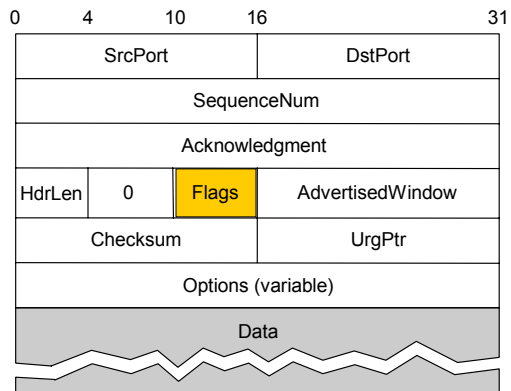 0 4 10 16 31
SrcPort DstPort
SequenceNum
Acknowledgment
HdrLen 0 Flags AdvertisedWindow
Checksum UrgPtr
Options (variable)
Data